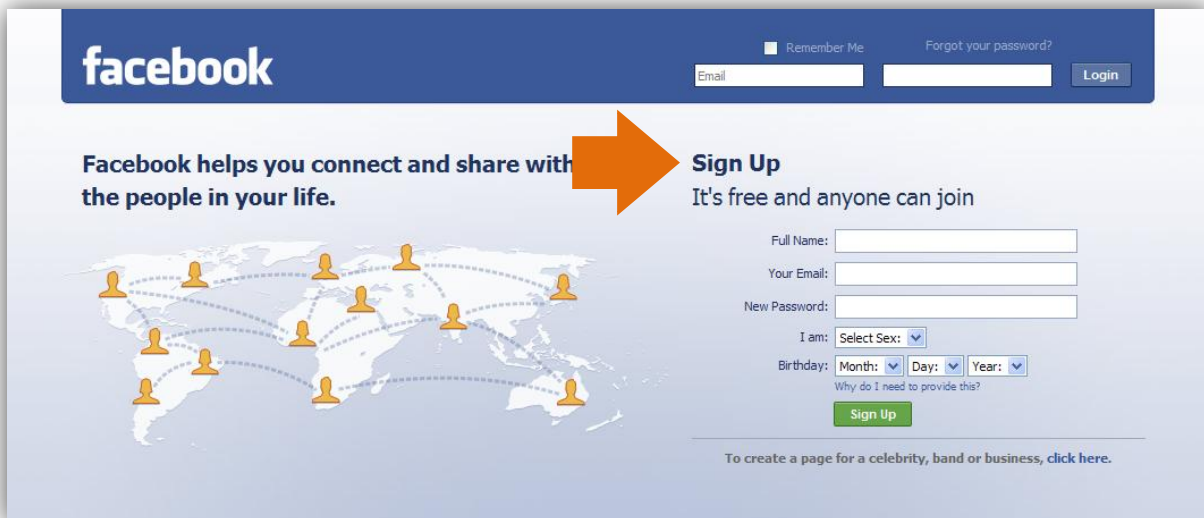 facebook
Remember Me
Forgot your password?
Email
Login
Facebook helps you connect and share with
the people in your life.
Sign Up
It's free and anyone can join
Full Name:
Your Email:
New Password:
I am: Select Sex:
Birthday: Month: Day: Year:
Why do I need to provide this?
Sign Up
To create a page for a celebrity, band or business, click here.